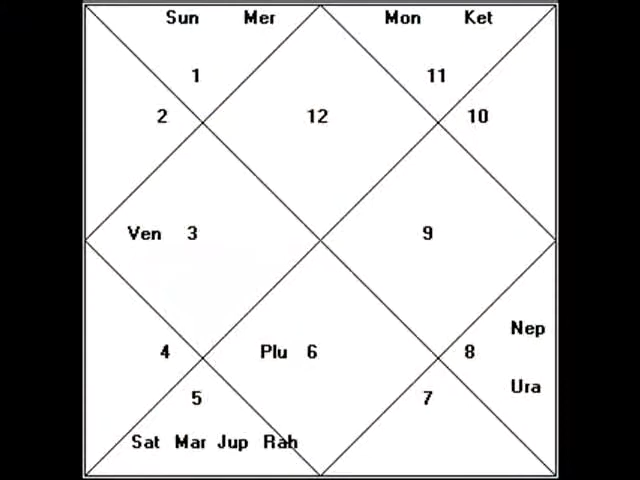 Sun Mer Mon Ket
1 11
2 12 10
Ven 3 9
Nep
4 Plu 6 8
Ura
5 7
Sat Mar Jup Rah